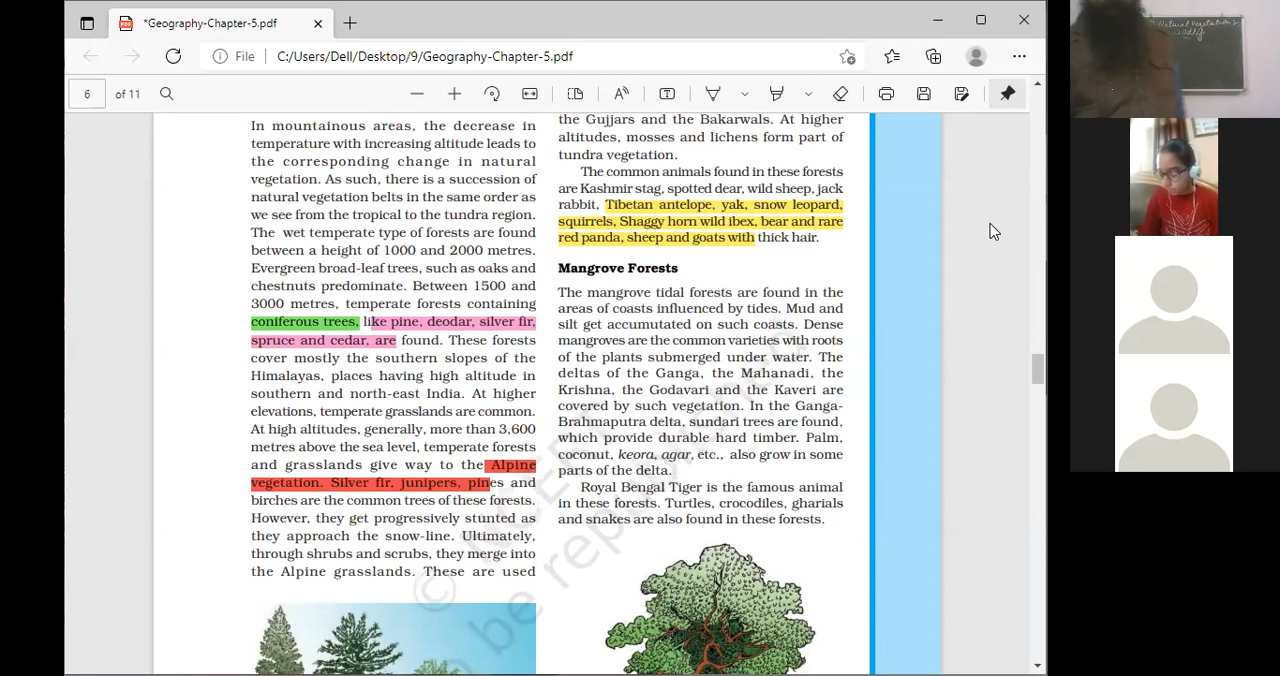 *Geography-Chapter-5.pdf
File
C:/Users/Dell/Desktop/9/Geography-Chapter-5.pdf
6 of 11
In mountainous areas, the decrease in
temperature with increasing altitude leads to
the corresponding change in natural
vegetation. As such, there is a succession of
natural vegetation belts in the same order as
we see from the tropical to the tundra region.
The wet temperate type of forests are found
between a height of 1000 and 2000 metres.
Evergreen broad-leaf trees, such as oaks and
chestnuts predominate. Between 1500 and
3000 metres, temperate forests containing
coniferous trees, like pine, deodar, silver fir,
spruce and cedar, are found. These forests
cover mostly the southern slopes of the
Himalayas, places having high altitude in
southern and north-east India. At higher
elevations, temperate grasslands are common.
At high altitudes, generally, more than 3,600
metres above the sea level, temperate forests
and grasslands give way to the Alpine
vegetation. Silver fir, junipers, pines and
birches are the common trees of these forests.
However, they get progressively stunted as
they approach the snow-line. Ultimately,
through shrubs and scrubs, they merge into
the Alpine grasslands. These are used
the Gujjars and the Bakarwals. At higher
altitudes, mosses and lichens form part of
tundra vegetation.
The common animals found in these forests
are Kashmir stag, spotted dear, wild sheep, jack
rabbit, Tibetan antelope, yak, snow leopard,
squirrels, Shaggy horn wild ibex, bear and rare
red panda, sheep and goats with thick hair.
Mangrove Forests
The mangrove tidal forests are found in the
areas of coasts influenced by tides. Mud and
silt get accumutated on such coasts. Dense
mangroves are the common varieties with roots
of the plants submerged under water. The
deltas of the Ganga, the Mahanadi, the
Krishna, the Godavari and the Kaveri are
covered by such vegetation. In the Ganga-
Brahmaputra delta, sundari trees are found,
which provide durable hard timber. Palm,
coconut, keora, agar, etc., also grow in some
parts of the delta.
Royal Bengal Tiger is the famous animal
in these forests. Turtles, crocodiles, gharials
and snakes are also found in these forests.
© NCERT
be republished
Natural Vegetation &